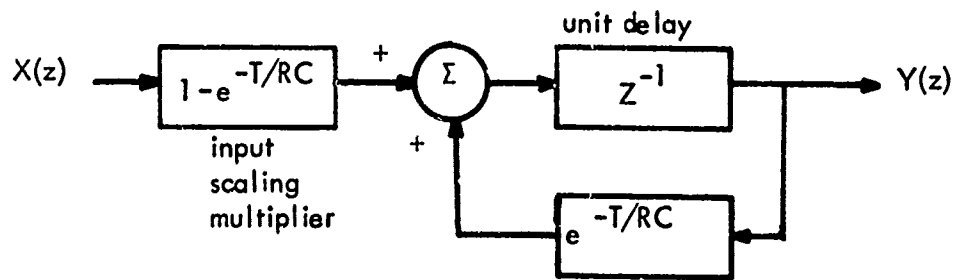 unit delay
X(z)
1-e^-T/RC
+
Σ
Z^-1
Y(z)
+
input
scaling
multiplier
e^-T/RC